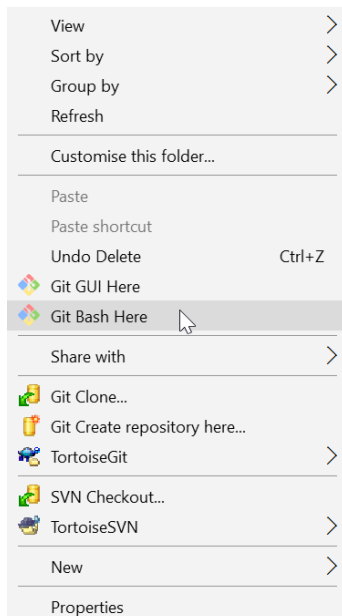 View
Sort by
Group by
Refresh
Customise this folder...
Paste
Paste shortcut
Undo Delete Ctrl+Z
Git GUI Here
Git Bash Here
Share with
Git Clone...
Git Create repository here...
TortoiseGit
SVN Checkout...
TortoiseSVN
New
Properties